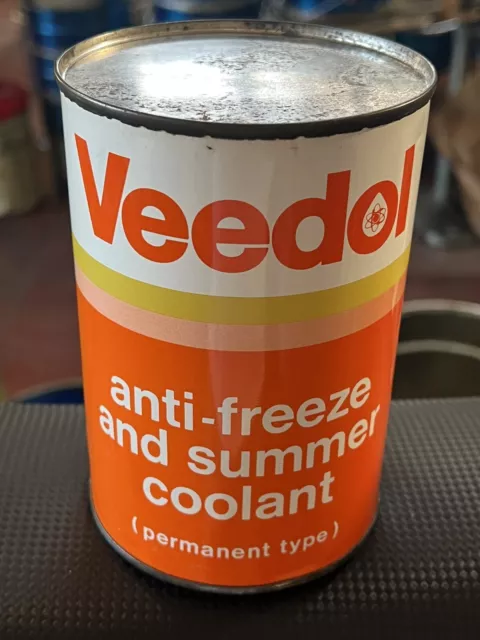 Veedol
anti-freeze
and summer
coolant
(permanent type)